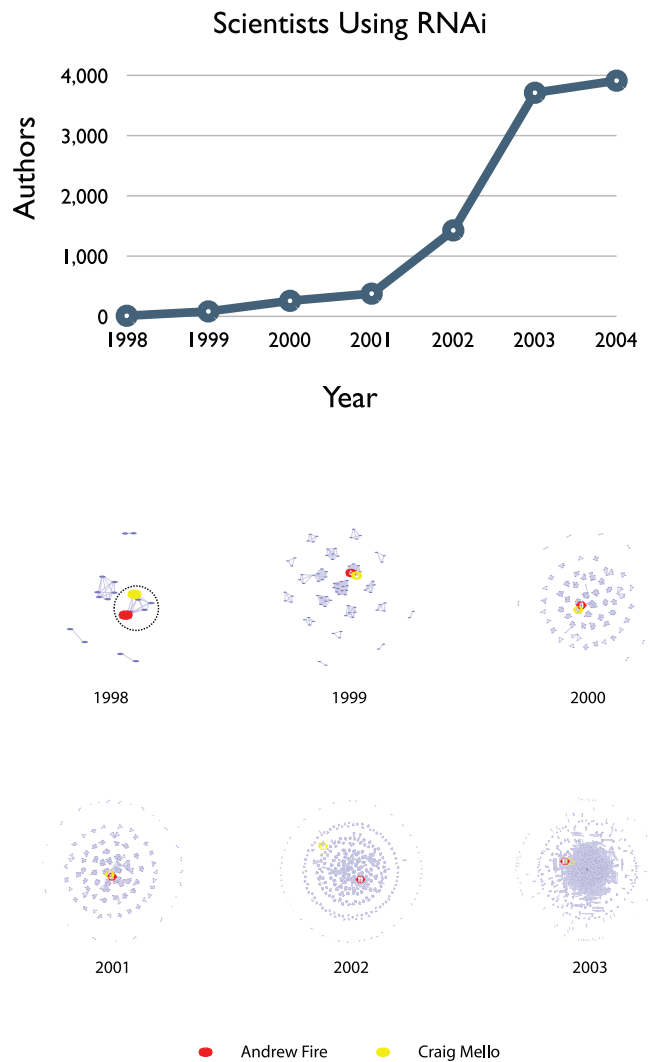 Scientists Using RNAi
Authors
4,000
3,000
2,000
1,000
0
1998 1999 2000 2001 2002 2003 2004
Year
1998 1999 2000
2001 2002 2003
Andrew Fire Craig Mello